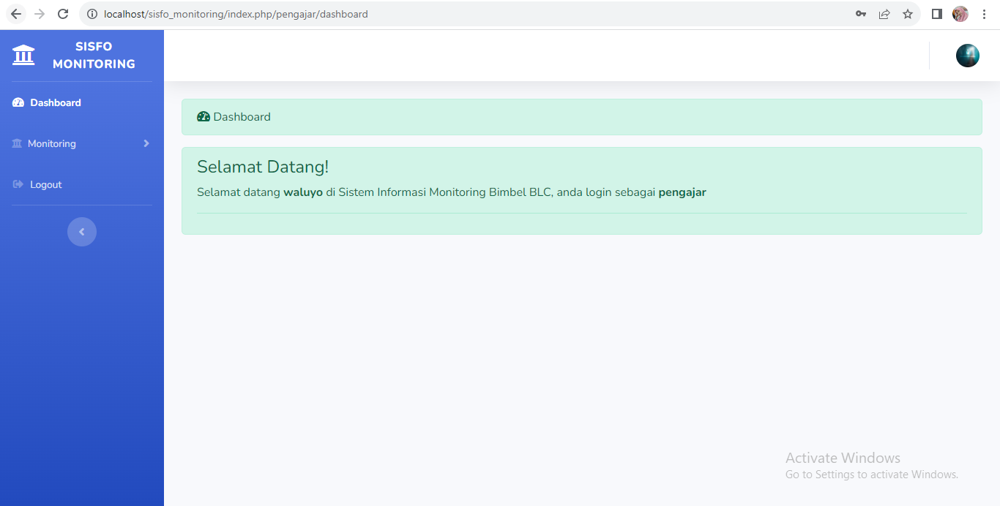 localhost/sisfo_monitoring/index.php/pengajar/dashboard
SISFO
MONITORING
Dashboard
Monitoring
Logout
Dashboard
Selamat Datang!
Selamat datang waluyo di Sistem Informasi Monitoring Bimbel BLC, anda login sebagai pengajar
Activate Windows
Go to Settings to activate Windows.